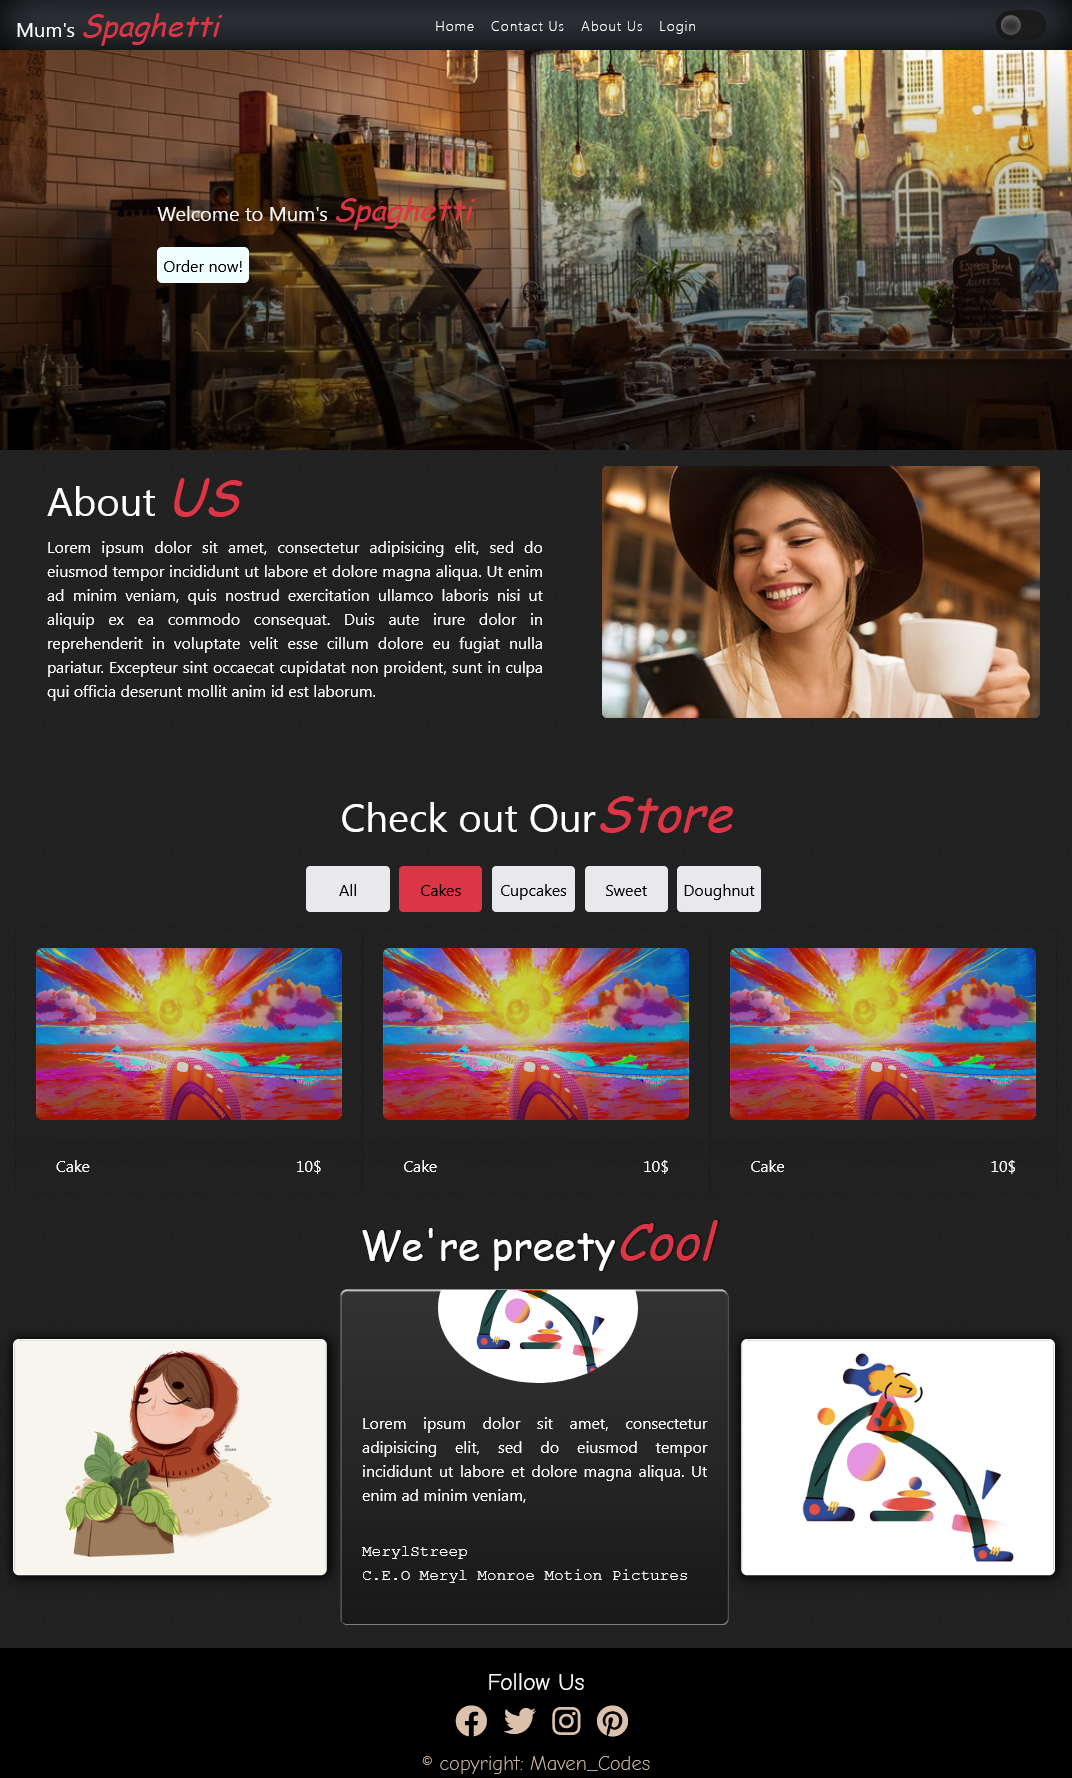 Mum's Spaghetti
Home Contact Us About Us Login
Welcome to Mum's Spaghetti
Order now!
Espresso Blend
About US
Lorem ipsum dolor sit amet, consectetur adipisicing elit, sed do
eiusmod tempor incididunt ut labore et dolore magna aliqua. Ut enim
ad minim veniam, quis nostrud exercitation ullamco laboris nisi ut
aliquip ex ea commodo consequat. Duis aute irure dolor in
reprehenderit in voluptate velit esse cillum dolore eu fugiat nulla
pariatur. Excepteur sint occaecat cupidatat non proident, sunt in culpa
qui officia deserunt mollit anim id est laborum.
Check out OurStore
All Cakes Cupcakes Sweet Doughnut
Cake 10$ Cake 10$ Cake 10$
We're preetyCool
Lorem ipsum dolor sit amet, consectetur
adipisicing elit, sed do eiusmod tempor
incididunt ut labore et dolore magna aliqua. Ut
enim ad minim veniam,
MerylStreep
C.E.O Meryl Monroe Motion Pictures
Follow Us
© copyright: Maven_Codes